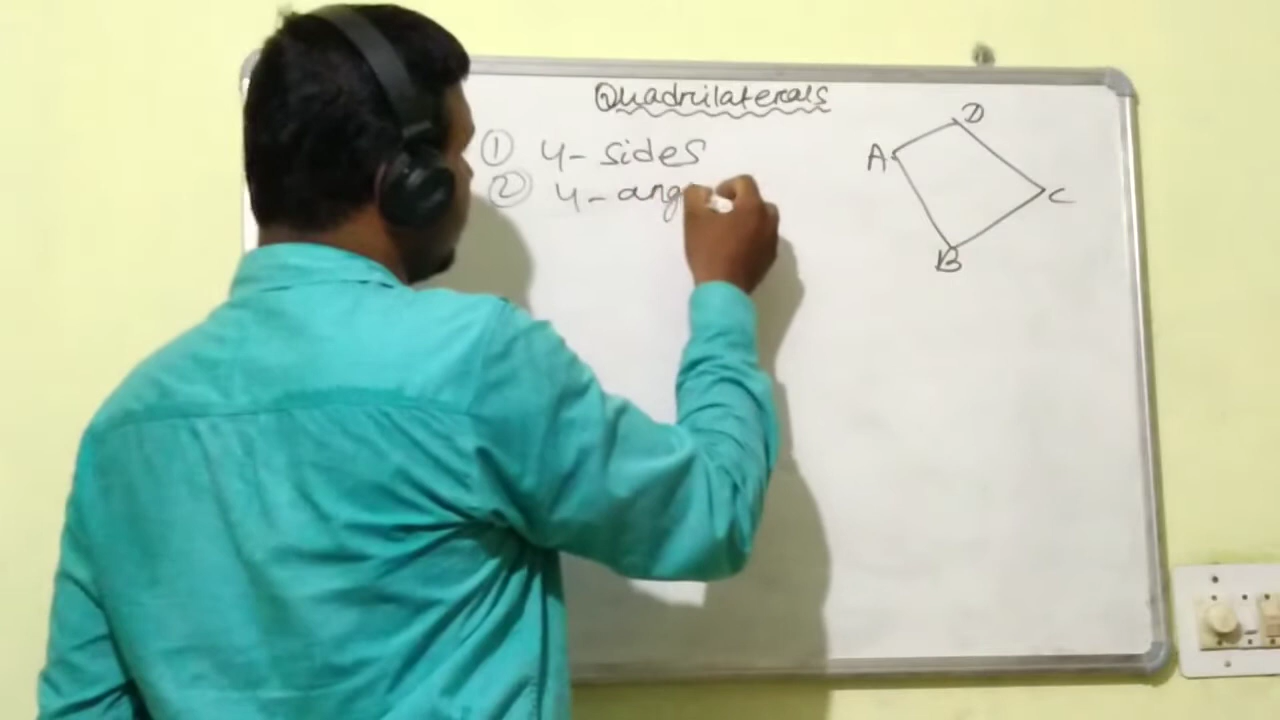 Quadrilaterals
① 4- sides
② 4- ang
D
A
C
B